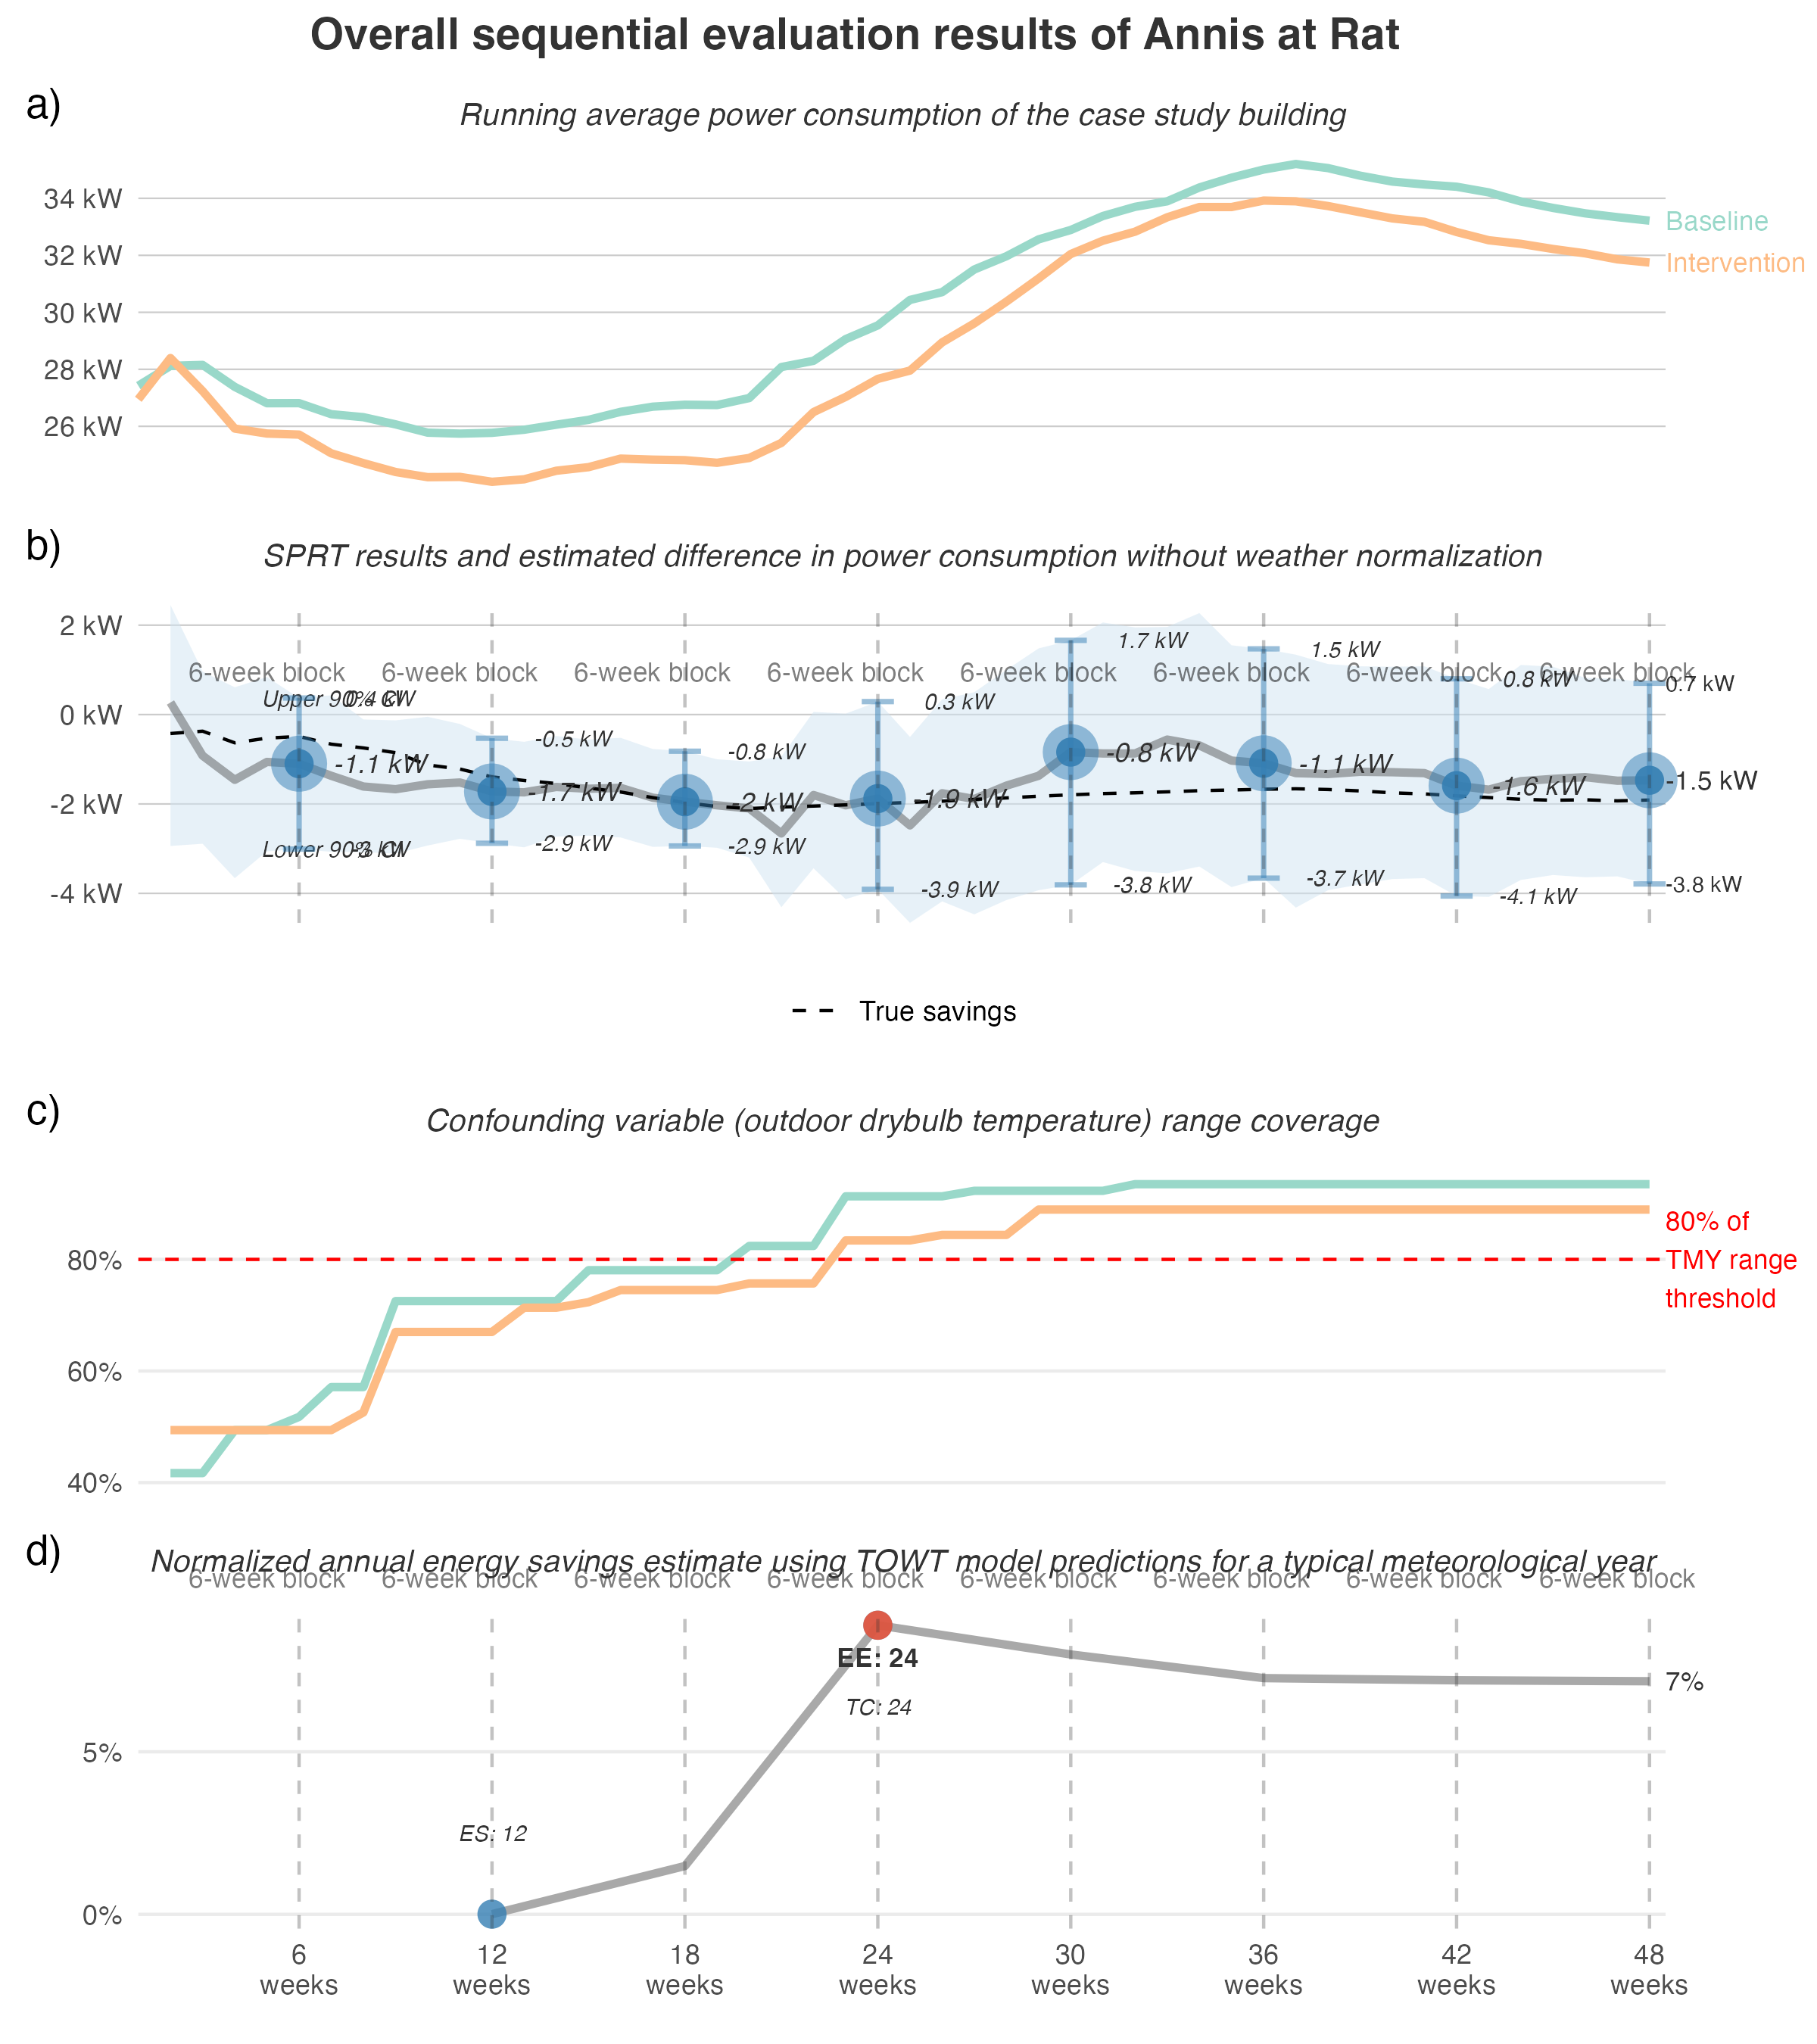 Overall sequential evaluation results of Annis at Rat
a)
Running average power consumption of the case study building
34 kW
32 kW
30 kW
28 kW
26 kW
Baseline
Intervention
b)
SPRT results and estimated difference in power consumption without weather normalization
2 kW
0 kW
-2 kW
-4 kW
6-week block 6-week block 6-week block 6-week block 6-week block 6-week block 6-week block 6-week block
Upper 90% CI
0.4 kW
-0.5 kW
-0.8 kW
0.3 kW
1.7 kW
1.5 kW
0.8 kW
0.7 kW
-1.1 kW
-1.7 kW
-2 kW
-1.9 kW
-0.8 kW
-1.1 kW
-1.6 kW
-1.5 kW
Lower 90% CI
-3 kW
-2.9 kW
-2.9 kW
-3.9 kW
-3.8 kW
-3.7 kW
-4.1 kW
-3.8 kW
True savings
c)
Confounding variable (outdoor drybulb temperature) range coverage
80%
60%
40%
80% of
TMY range
threshold
d)
Normalized annual energy savings estimate using TOWT model predictions for a typical meteorological year
6-week block 6-week block 6-week block 6-week block 6-week block 6-week block 6-week block 6-week block
5%
0%
ES: 12
EE: 24
TC: 24
7%
6 12 18 24 30 36 42 48
weeks weeks weeks weeks weeks weeks weeks weeks